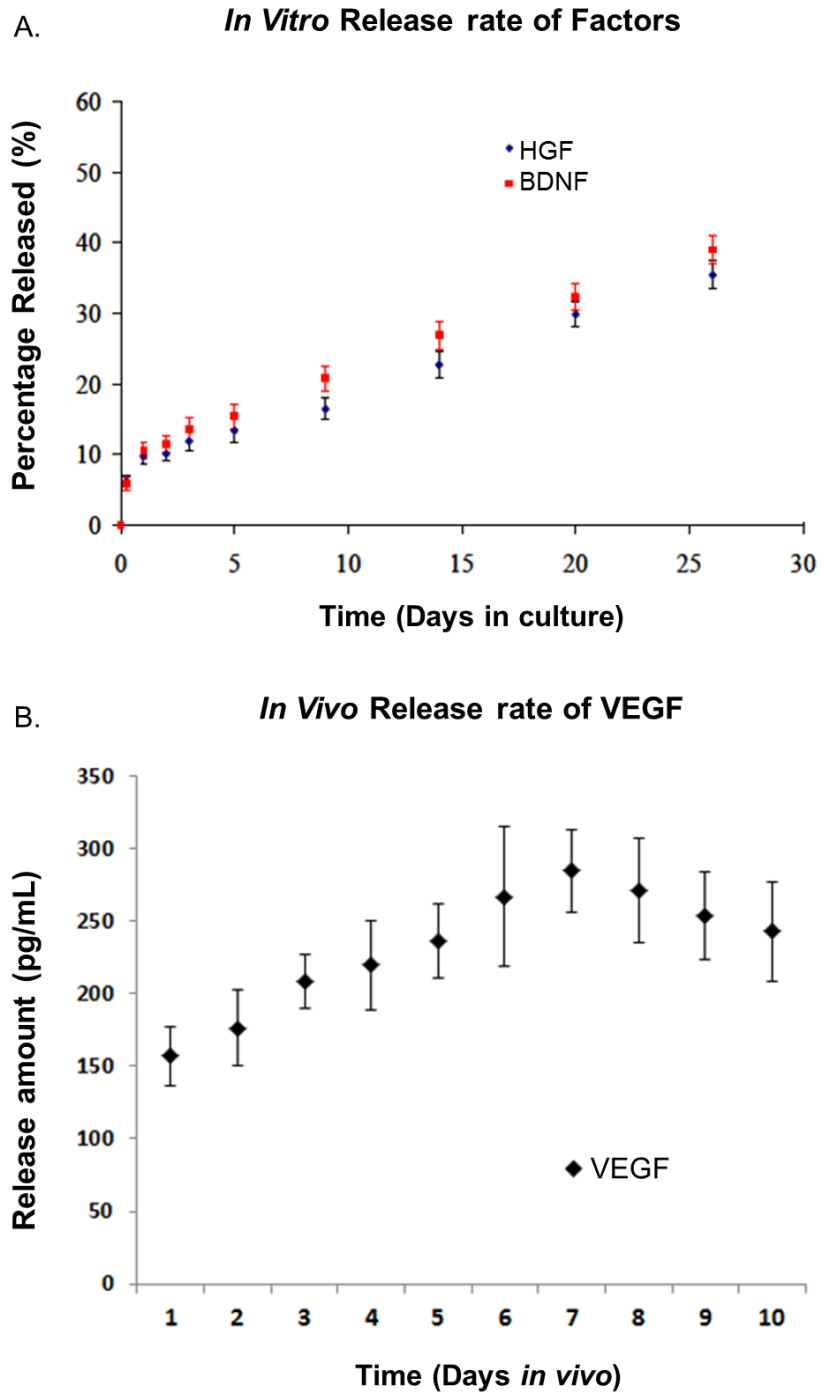 A.
In Vitro Release rate of Factors
Percentage Released (%)
60
50
40
30
20
10
0
HGF
BDNF
0 5 10 15 20 25 30
Time (Days in culture)
B.
In Vivo Release rate of VEGF
Release amount (pg/mL)
350
300
250
200
150
100
50
0
VEGF
1 2 3 4 5 6 7 8 9 10
Time (Days in vivo)